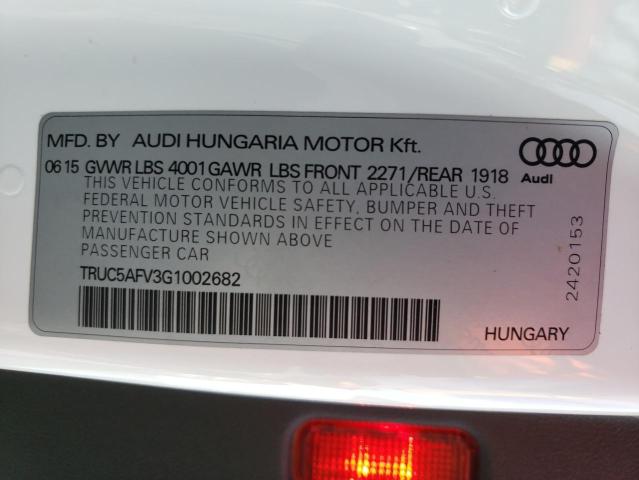 MFD. BY AUDI HUNGARIA MOTOR Kft.
06 15 GVWR LBS 4001 GAWR LBS FRONT 2271/REAR 1918
Audi
THIS VEHICLE CONFORMS TO ALL APPLICABLE U.S.
FEDERAL MOTOR VEHICLE SAFETY, BUMPER AND THEFT
PREVENTION STANDARDS IN EFFECT ON THE DATE OF
MANUFACTURE SHOWN ABOVE
PASSENGER CAR
TRUC5AFV3G1002682
2420153
HUNGARY